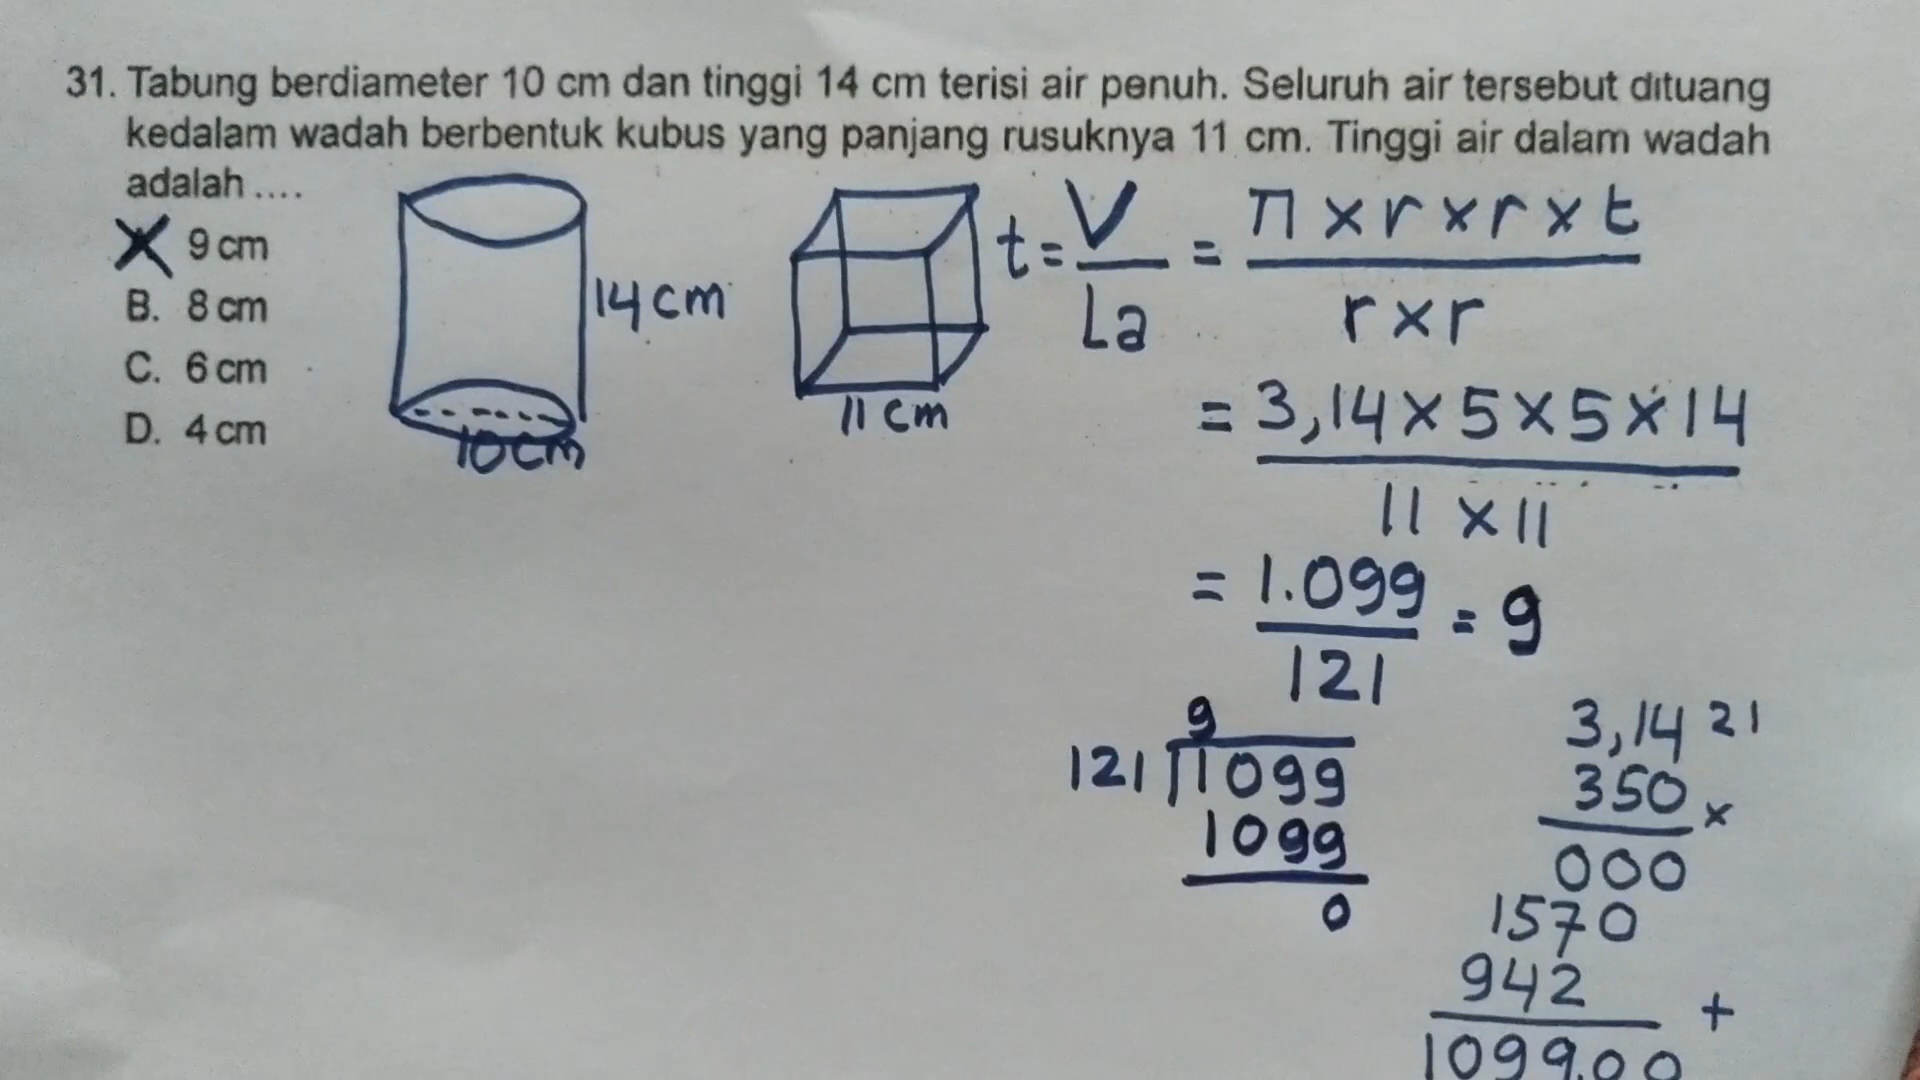 31. Tabung berdiameter 10 cm dan tinggi 14 cm terisi air penuh. Seluruh air tersebut dituang
kedalam wadah berbentuk kubus yang panjang rusuknya 11 cm. Tinggi air dalam wadah
adalah ....
X 9 cm
B. 8 cm
C. 6 cm
D. 4 cm
14 cm
10 cm
11 cm
t = V / La = π x r x r x t / r x r
= 3,14 x 5 x 5 x 14
11 x 11
= 1.099 = 9
121
9
121 1099
1099
0
3,14 21
350 x
000
1570
942 +
1099.00